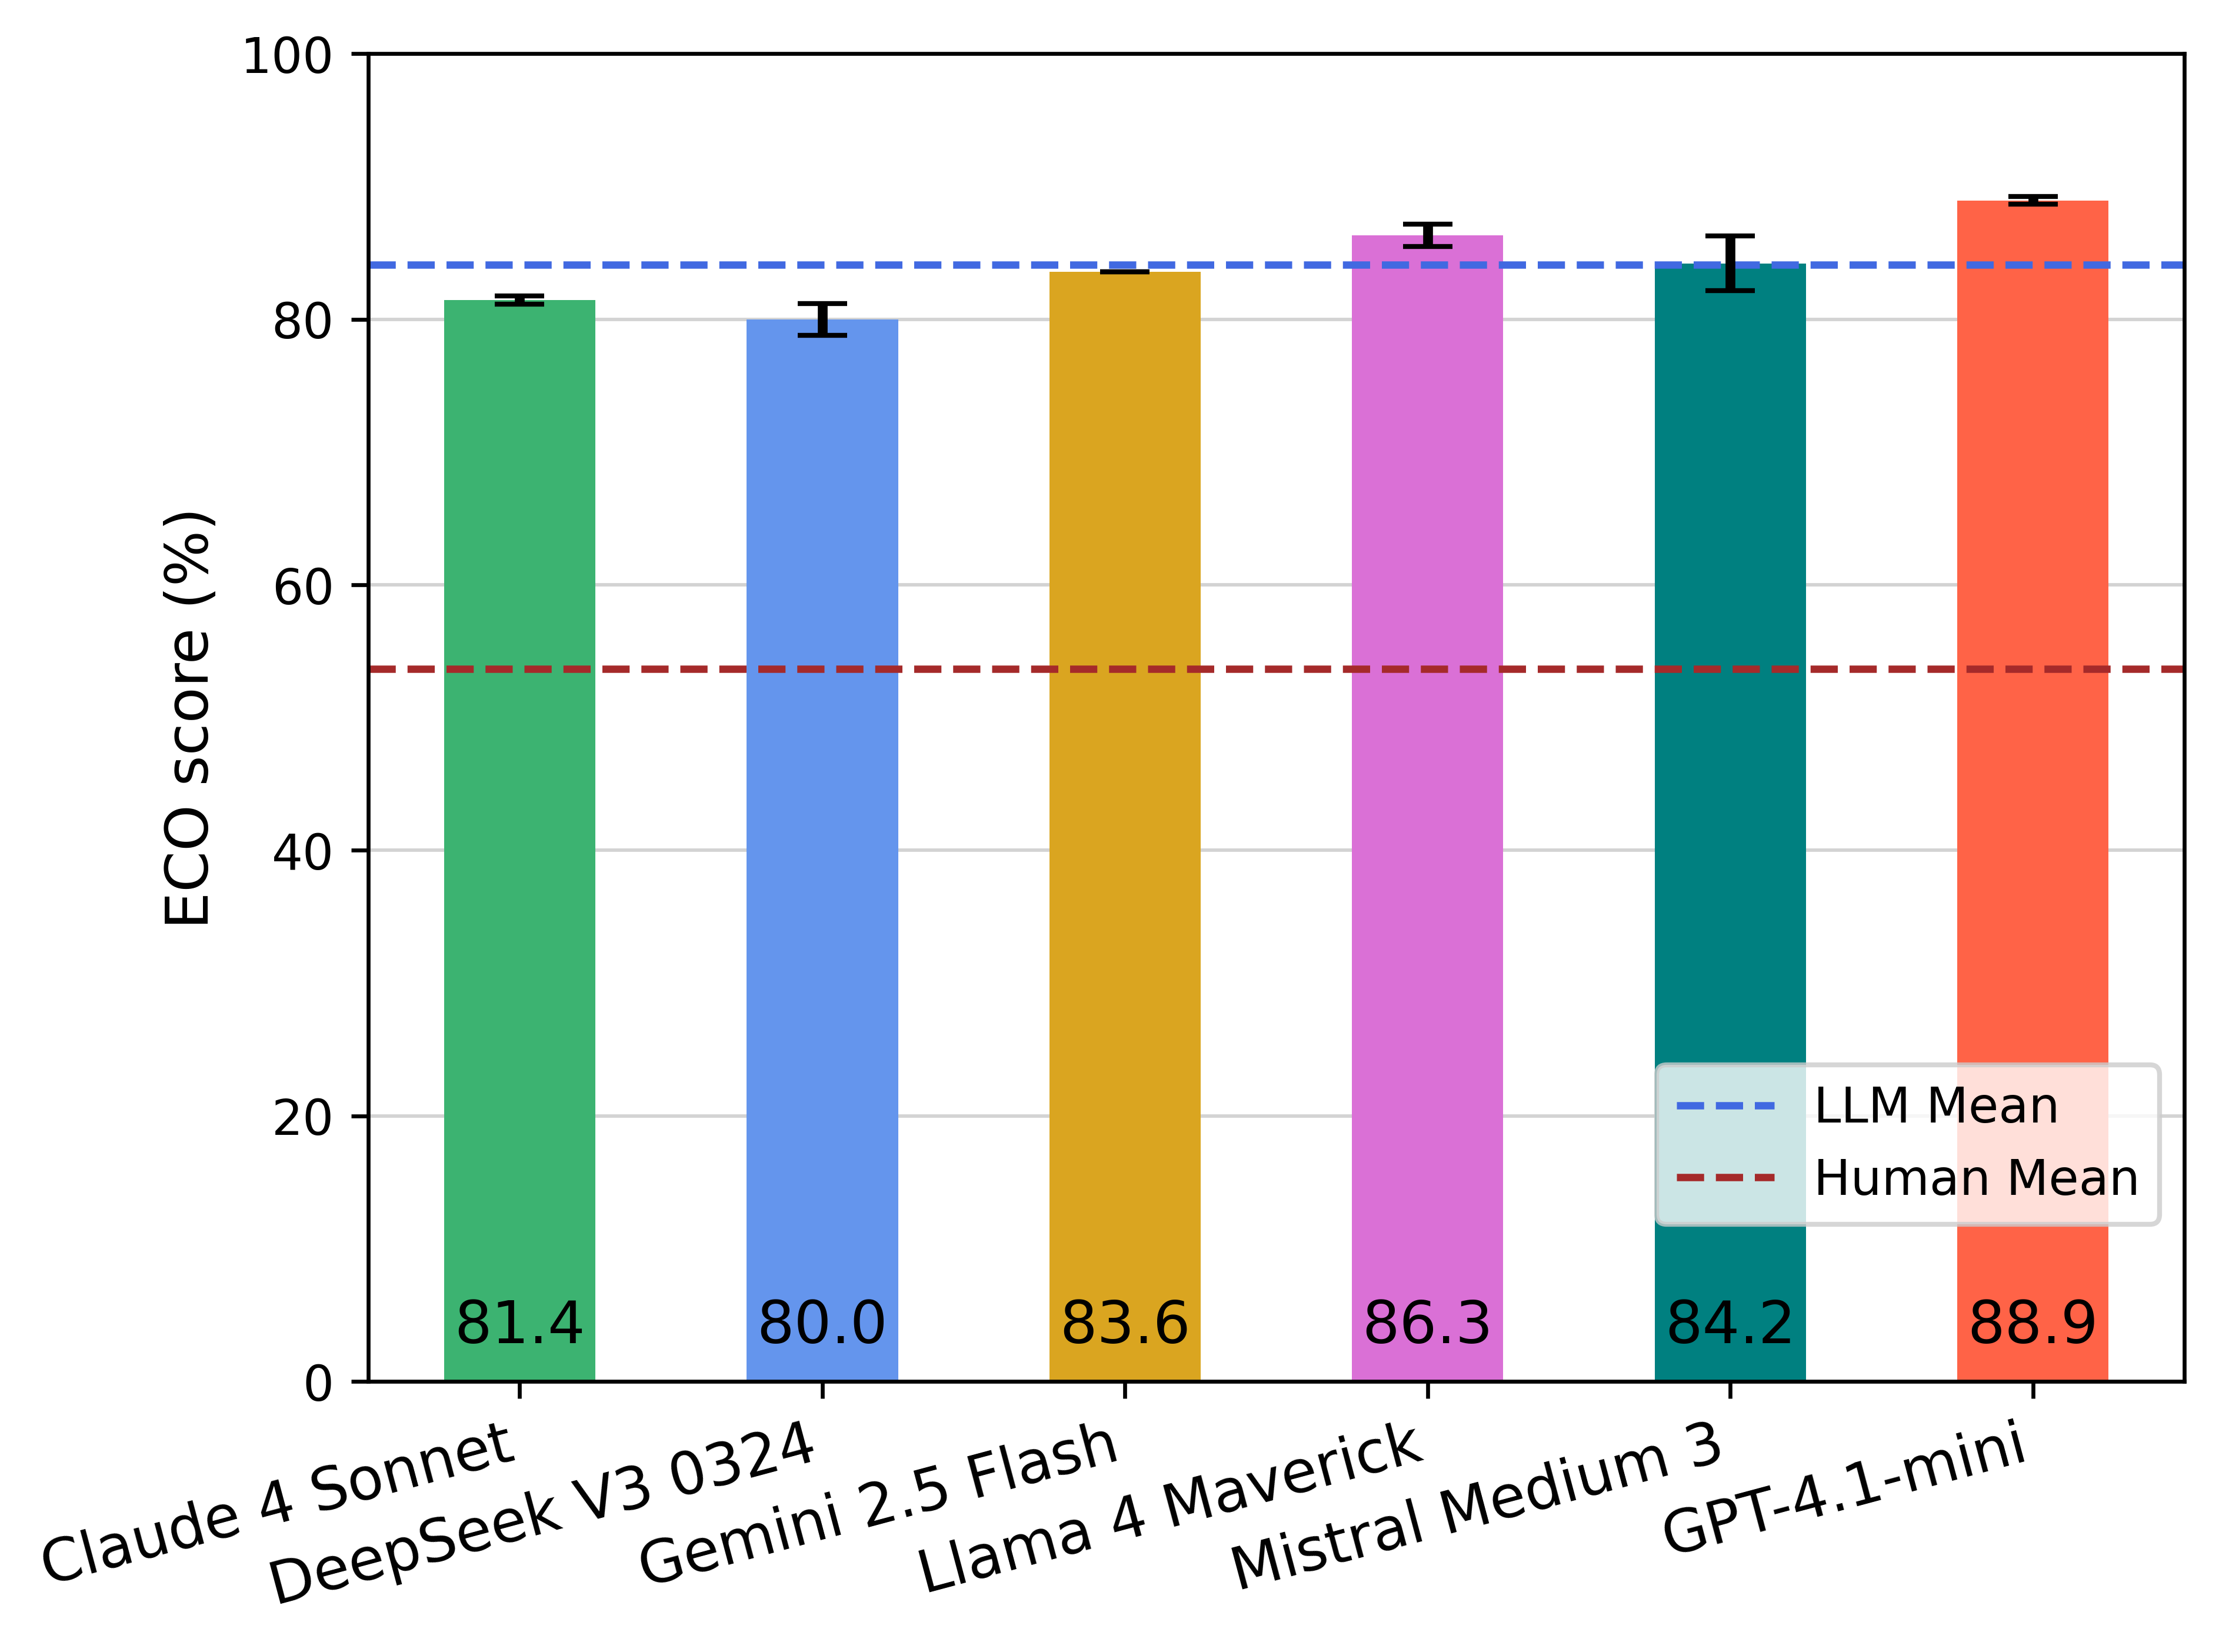 100
80
60
40
20
0
ECO score (%)
81.4
80.0
83.6
86.3
84.2
88.9
LLM Mean
Human Mean
Claude 4 Sonnet
DeepSeek V3 0324
Gemini 2.5 Flash
Llama 4 Maverick
Mistral Medium 3
GPT-4.1-mini